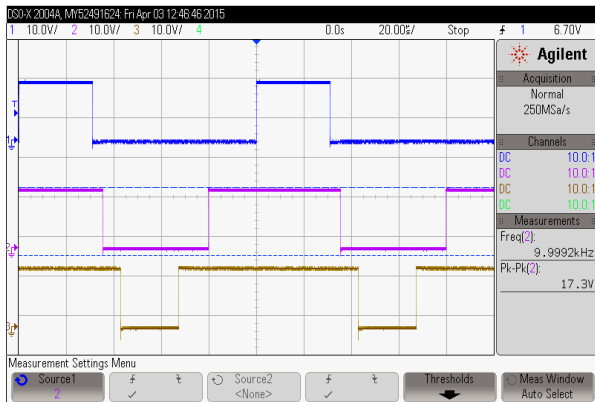 DSO-X 2004A, MY52491624: Fri Apr 03 12:46:46 2015
1 10.0V/ 2 10.0V/ 3 10.0V/ 4 0.0s 20.00%/ Stop 1 6.70V
Agilent
Acquisition
Normal
250MSa/s
Channels
DC 10.0:1
DC 10.0:1
DC 10.0:1
DC 10.0:1
Measurements
Freq(2):
9.9992kHz
Pk-Pk(2):
17.3V
T
1
2
3
Measurement Settings Menu
Source1
2
Source2
<None>
Thresholds
Meas Window
Auto Select